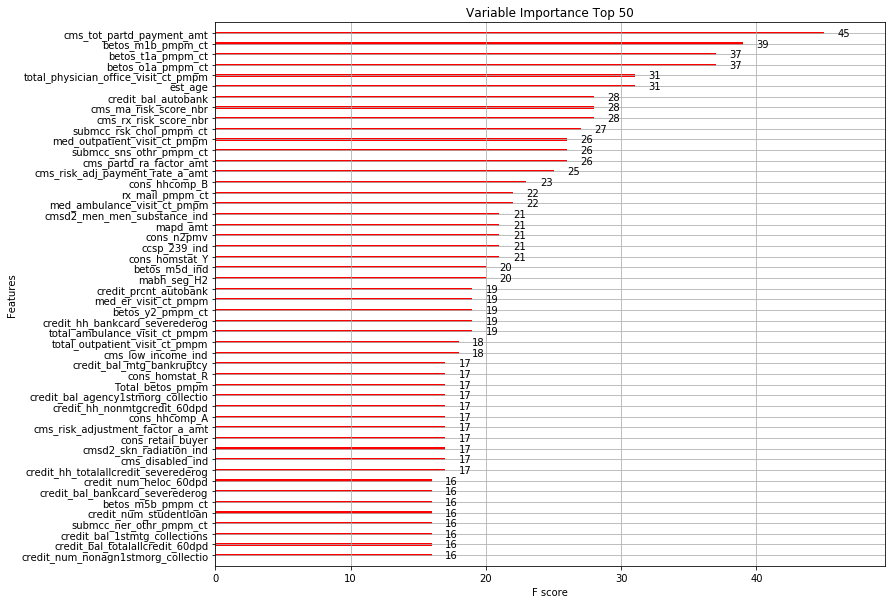 Variable Importance Top 50
Features
cms_tot_partd_payment_amt 45
betos_m1b_pmpm_ct 39
betos_t1a_pmpm_ct 37
betos_o1a_pmpm_ct 37
total_physician_office_visit_ct_pmpm 31
est_age 31
credit_bal_autobank 28
cms_ma_risk_score_nbr 28
cms_rx_risk_score_nbr 28
submcc_rsk_chol_pmpm_ct 27
med_outpatient_visit_ct_pmpm 26
submcc_sns_othr_pmpm_ct 26
cms_partd_ra_factor_amt 26
cms_risk_adj_payment_rate_a_amt 25
cons_hhcomp_B 23
rx_mail_pmpm_ct 22
med_ambulance_visit_ct_pmpm 22
cmsd2_men_men_substance_ind 21
mapd_amt 21
cons_n2pmv 21
ccsp_239_ind 21
cons_homstat_Y 21
betos_m5d_ind 20
mabh_seg_H2 20
credit_prcnt_autobank 19
med_er_visit_ct_pmpm 19
betos_y2_pmpm_ct 19
credit_hh_bankcard_severederog 19
total_ambulance_visit_ct_pmpm 19
total_outpatient_visit_ct_pmpm 18
cms_low_income_ind 18
credit_bal_mtg_bankruptcy 17
cons_homstat_R 17
Total_betos_pmpm 17
credit_bal_agency1stmorg_collectio 17
credit_hh_nonmtgcredit_60dpd 17
cons_hhcomp_A 17
cms_risk_adjustment_factor_a_amt 17
cons_retail_buyer 17
cmsd2_skn_radiation_ind 17
cms_disabled_ind 17
credit_hh_totalallcredit_severederog 17
credit_num_heloc_60dpd 16
credit_bal_bankcard_severederog 16
betos_m5b_pmpm_ct 16
credit_num_studentloan 16
submcc_ner_othr_pmpm_ct 16
credit_bal_1stmtg_collections 16
credit_bal_totalallcredit_60dpd 16
credit_num_nonagn1stmorg_collectio 16
0 10 20 30 40
F score